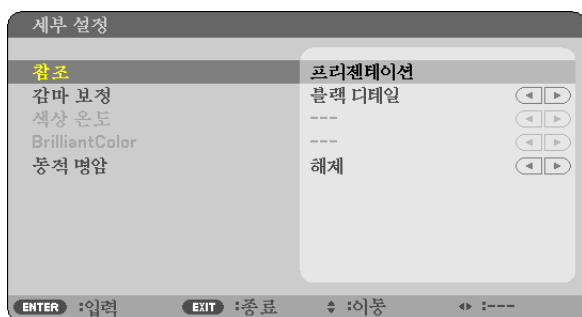 세부 설정
참조 프리젠테이션
감마 보정 블랙 디테일
색상 온도 ---
BrilliantColor ---
동적 명암 해제
ENTER :입력 EXIT :종료 :이동 :---